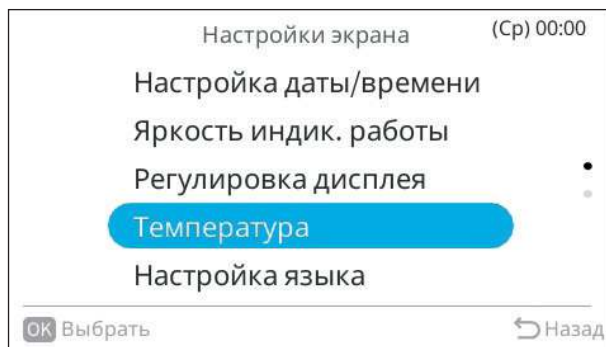 Настройки экрана (Ср) 00:00
Настройка даты/времени
Яркость индик. работы
Регулировка дисплея
Температура
Настройка языка
OK Выбрать Назад